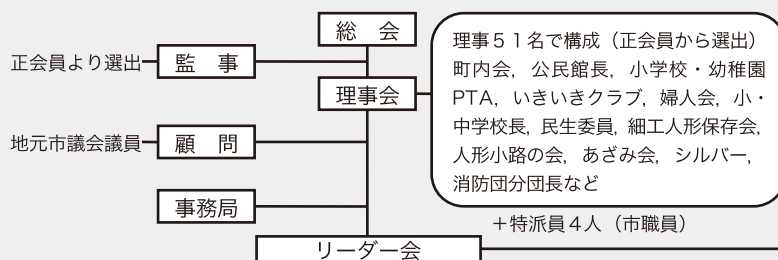 総　会
正会員より選出
監　事
理事会
地元市議会議員
顧　問
事務局
リーダー会
理事５１名で構成（正会員から選出）
町内会，公民館長，小学校・幼稚園
PTA，いきいきクラブ，婦人会，小・
中学校長，民生委員，細工人形保存会，
人形小路の会，あざみ会，シルバー，
消防団分団長など
＋特派員４人（市職員）